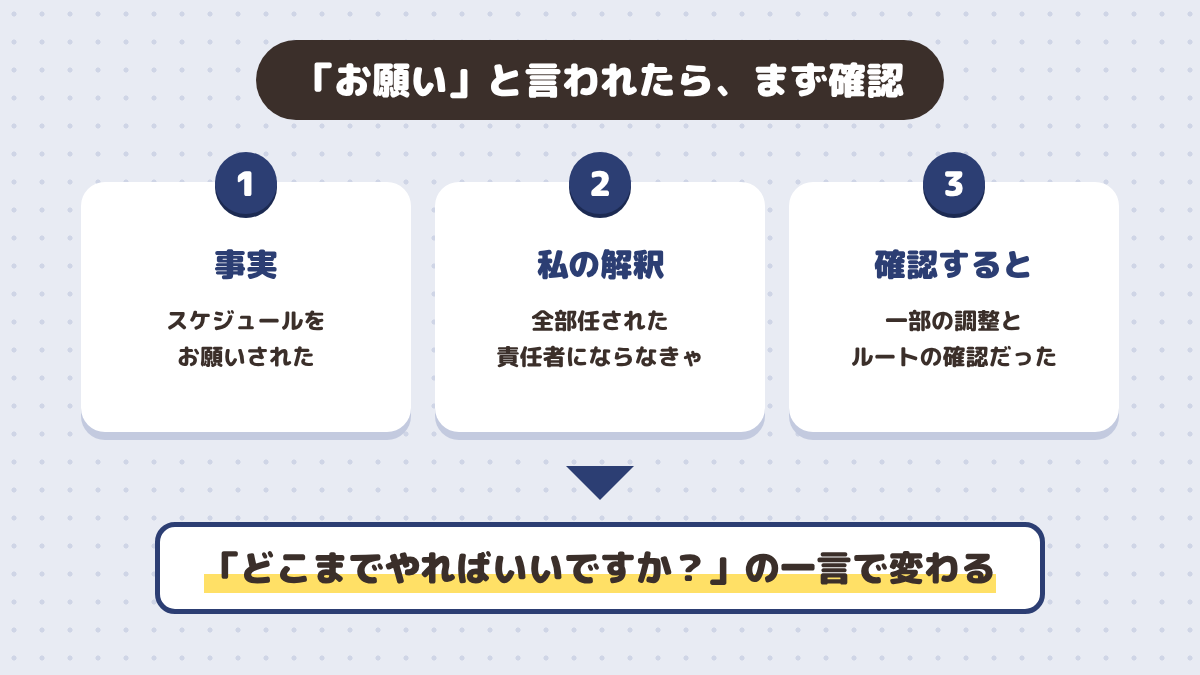 「お願い」と言われたら、まず確認
1
事実
スケジュールを
お願いされた
2
私の解釈
全部任された
責任者にならなきゃ
3
確認すると
一部の調整と
ルートの確認だった
「どこまでやればいいですか？」の一言で変わる